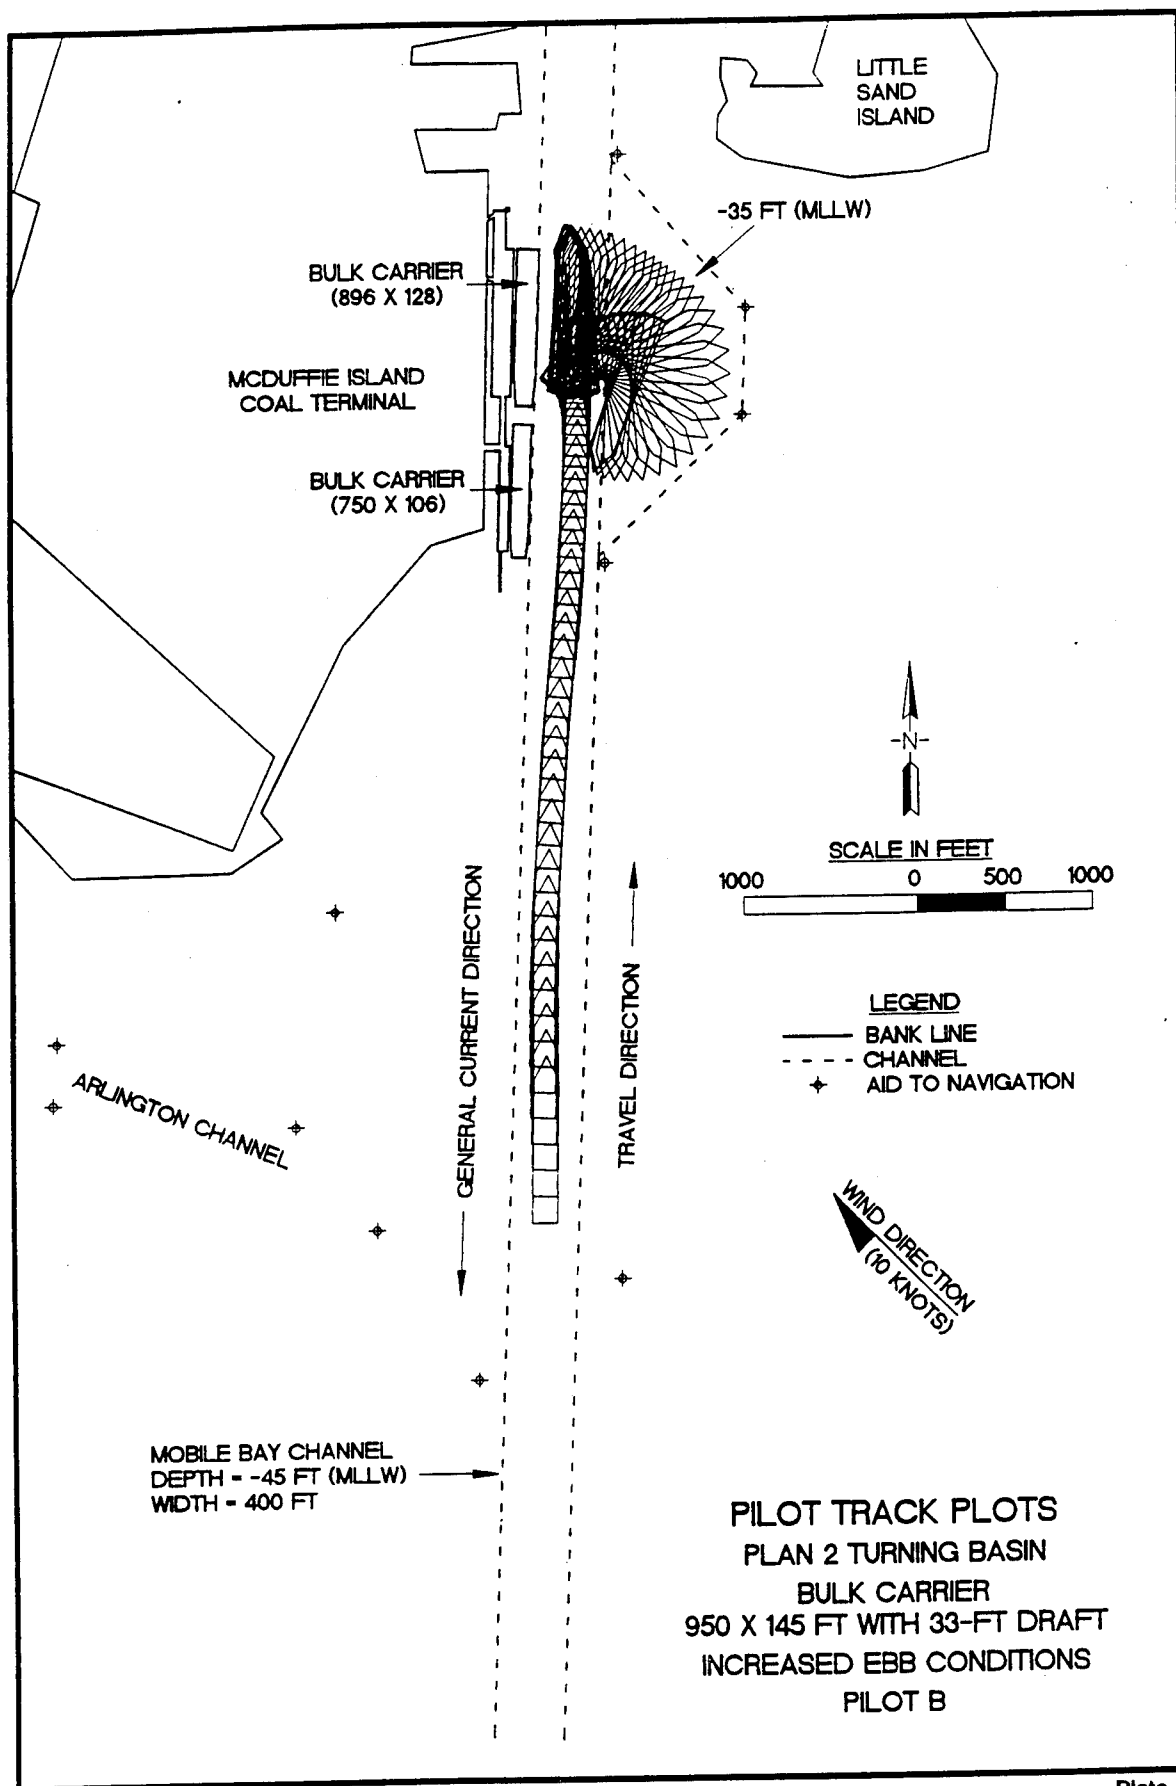 LITTLE
SAND
ISLAND
-35 FT (MLLW)
BULK CARRIER
(896 X 128)
MCDUFFIE ISLAND
COAL TERMINAL
BULK CARRIER
(750 X 106)
-N-
SCALE IN FEET
1000 0 500 1000
LEGEND
BANK LINE
CHANNEL
AID TO NAVIGATION
GENERAL CURRENT DIRECTION
TRAVEL DIRECTION
ARLINGTON CHANNEL
WIND DIRECTION
(10 KNOTS)
MOBILE BAY CHANNEL
DEPTH = -45 FT (MLLW)
WIDTH = 400 FT
PILOT TRACK PLOTS
PLAN 2 TURNING BASIN
BULK CARRIER
950 X 145 FT WITH 33-FT DRAFT
INCREASED EBB CONDITIONS
PILOT B